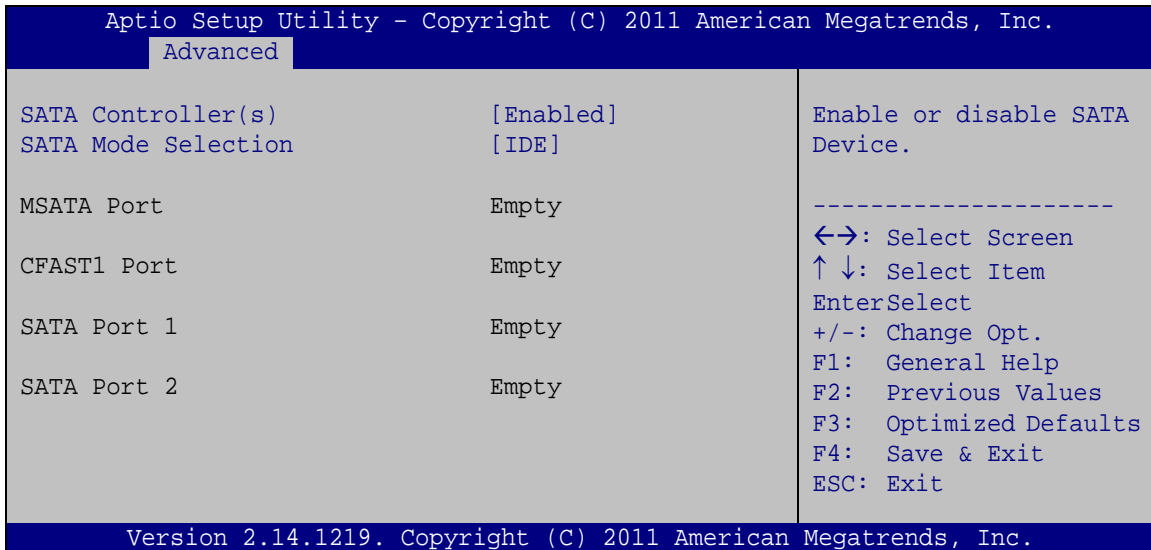 Aptio Setup Utility – Copyright (C) 2011 American Megatrends, Inc.
Advanced
SATA Controller(s) [Enabled]
SATA Mode Selection [IDE]
MSATA Port Empty
CFAST1 Port Empty
SATA Port 1 Empty
SATA Port 2 Empty
Enable or disable SATA
Device.
---------------------
←→: Select Screen
↑ ↓: Select Item
EnterSelect
+/-: Change Opt.
F1: General Help
F2: Previous Values
F3: Optimized Defaults
F4: Save & Exit
ESC: Exit
Version 2.14.1219. Copyright (C) 2011 American Megatrends, Inc.